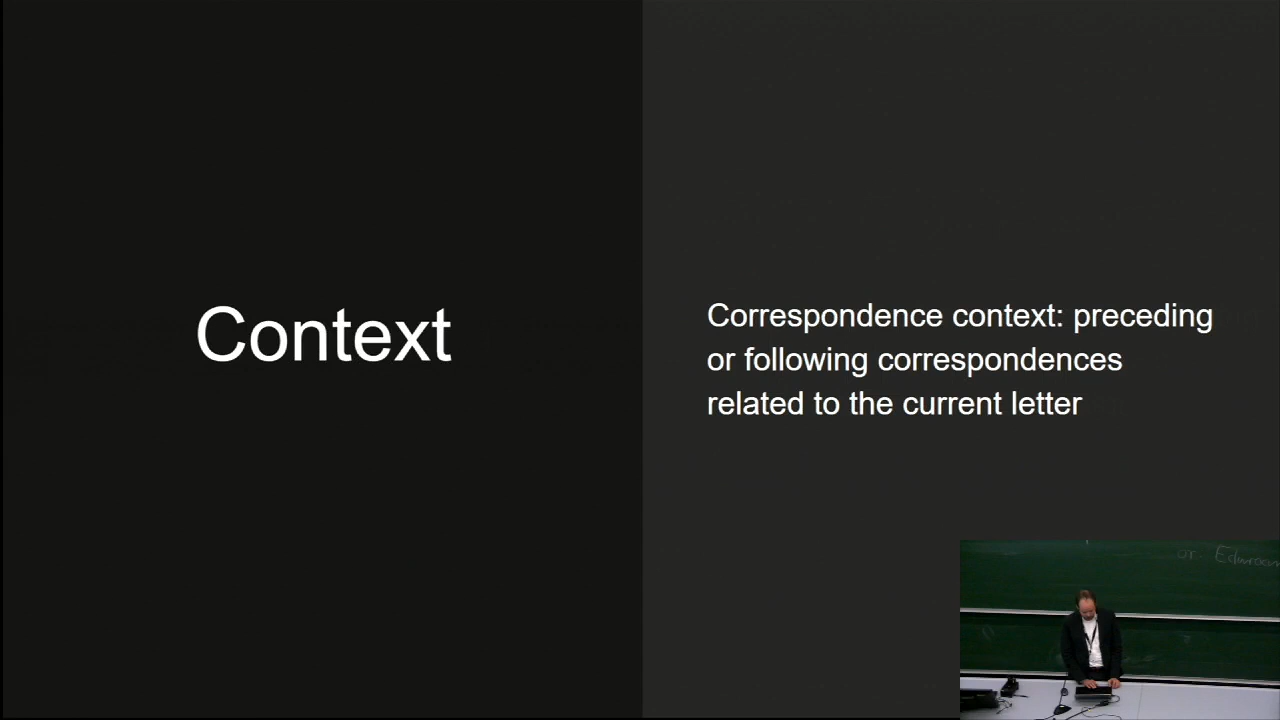 Context
Correspondence context: preceding
or following correspondences
related to the current letter